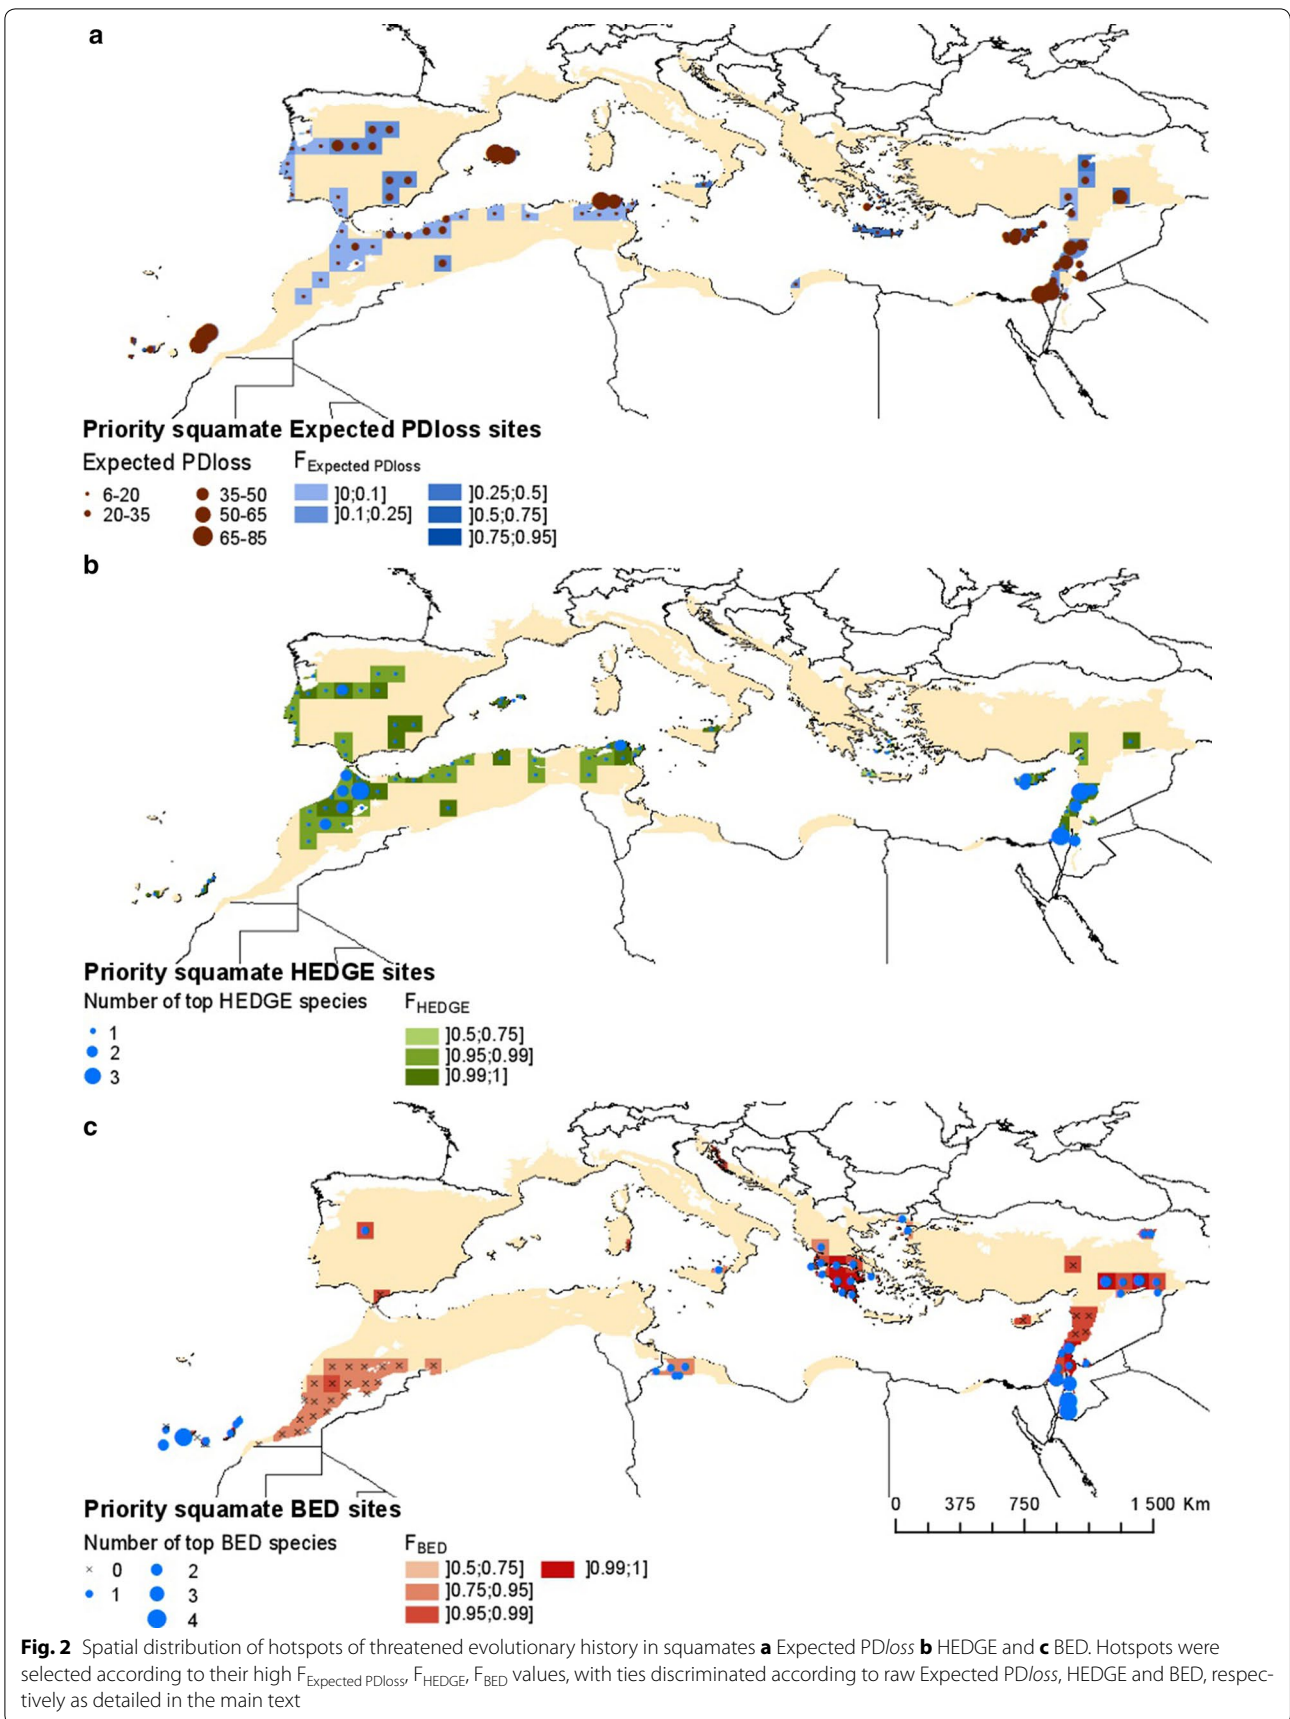 a
Priority squamate Expected PDloss sites
Expected PDloss
F Expected PDloss
6-20
20-35
35-50
50-65
65-85
]0;0.1]
]0.1;0.25]
]0.25;0.5]
]0.5;0.75]
]0.75;0.95]
b
Priority squamate HEDGE sites
Number of top HEDGE species
F HEDGE
1
2
3
]0.5;0.75]
]0.95;0.99]
]0.99;1]
c
0 375 750 1 500 Km
Priority squamate BED sites
Number of top BED species
F BED
0
1
2
3
4
]0.5;0.75]
]0.75;0.95]
]0.95;0.99]
]0.99;1]
Fig. 2 Spatial distribution of hotspots of threatened evolutionary history in squamates a Expected PDloss b HEDGE and c BED. Hotspots were
selected according to their high F Expected PDloss, F HEDGE, F BED values, with ties discriminated according to raw Expected PDloss, HEDGE and BED, respec-
tively as detailed in the main text